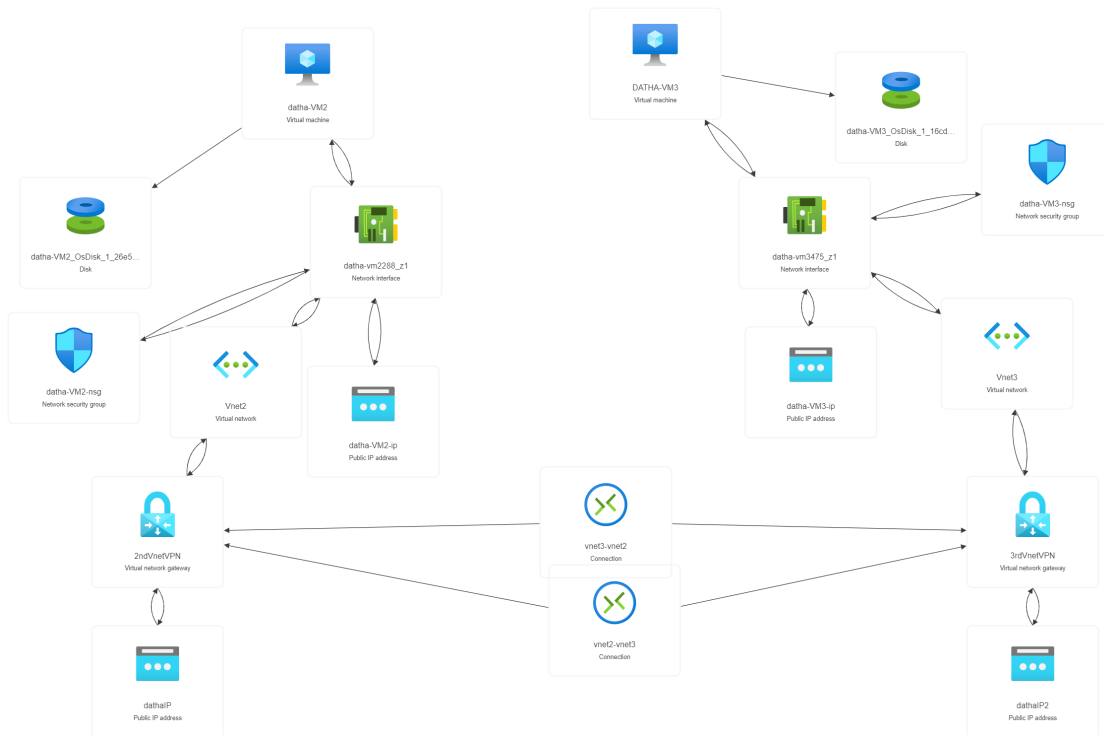 datha-VM2
Virtual machine
DATHA-VM3
Virtual machine
datha-VM3_OsDisk_1_16cd...
Disk
datha-VM3-nsg
Network security group
datha-VM2_OsDisk_1_26e5...
Disk
datha-vm2288_z1
Network interface
datha-vm3475_z1
Network interface
datha-VM2-nsg
Network security group
Vnet2
Virtual network
datha-VM2-ip
Public IP address
datha-VM3-ip
Public IP address
Vnet3
Virtual network
2ndVnetVPN
Virtual network gateway
vnet3-vnet2
Connection
3rdVnetVPN
Virtual network gateway
vnet2-vnet3
Connection
dathaIP
Public IP address
dathaIP2
Public IP address